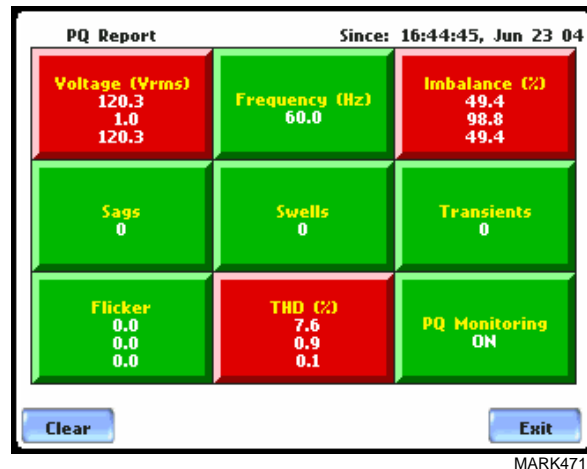 PQ Report
Since: 16:44:45, Jun 23 04
Voltage (Vrms)
120.3
1.0
120.3
Frequency (Hz)
60.0
Imbalance (%)
49.4
98.8
49.4
Sags
0
Swells
0
Transients
0
Flicker
0.0
0.0
0.0
THD (%)
7.6
0.9
0.1
PQ Monitoring
ON
Clear
Exit
MARK471